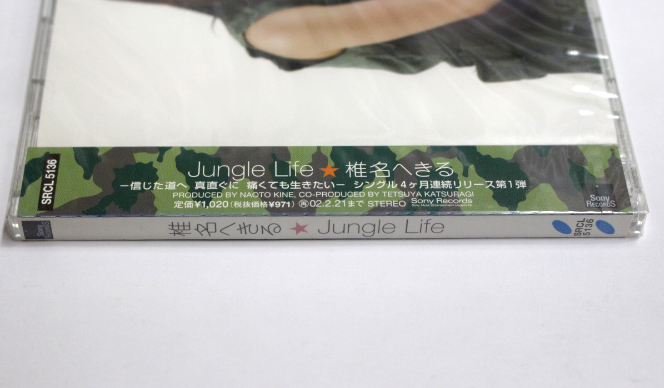 SRCL 5136
Jungle Life★椎名へきる
−信じた道へ 真直ぐに 痛くても生きたい− シングル4ヶ月連続リリース第1弾
PRODUCED BY NAOTO KINE, CO-PRODUCED BY TETSUYA KATSURAGI
定価¥1,020(税抜価格¥971) Ⓡ02.2.21まで STEREO Sony Records
Sony
RECORDS
椎名へきる★Jungle Life
SRCL
5136